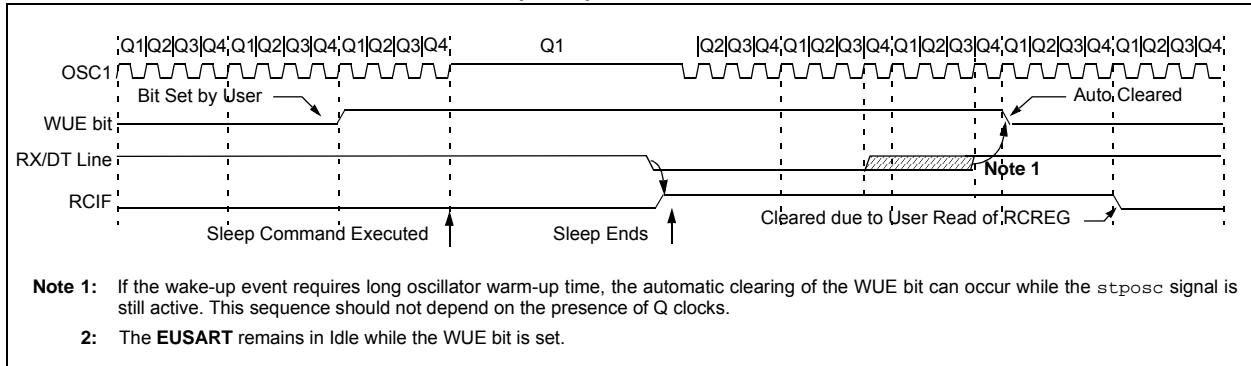 Q1|Q2|Q3|Q4|Q1|Q2|Q3|Q4|Q1|Q2|Q3|Q4 Q1 |Q2|Q3|Q4|Q1|Q2|Q3|Q4|Q1|Q2|Q3|Q4|Q1|Q2|Q3|Q4|Q1|Q2|Q3|Q4
OSC1
Bit Set by User Auto Cleared
WUE bit
RX/DT Line
Note 1
RCIF
Cleared due to User Read of RCREG
Sleep Command Executed Sleep Ends
Note 1: If the wake-up event requires long oscillator warm-up time, the automatic clearing of the WUE bit can occur while the stposc signal is
still active. This sequence should not depend on the presence of Q clocks.
2: The EUSART remains in Idle while the WUE bit is set.